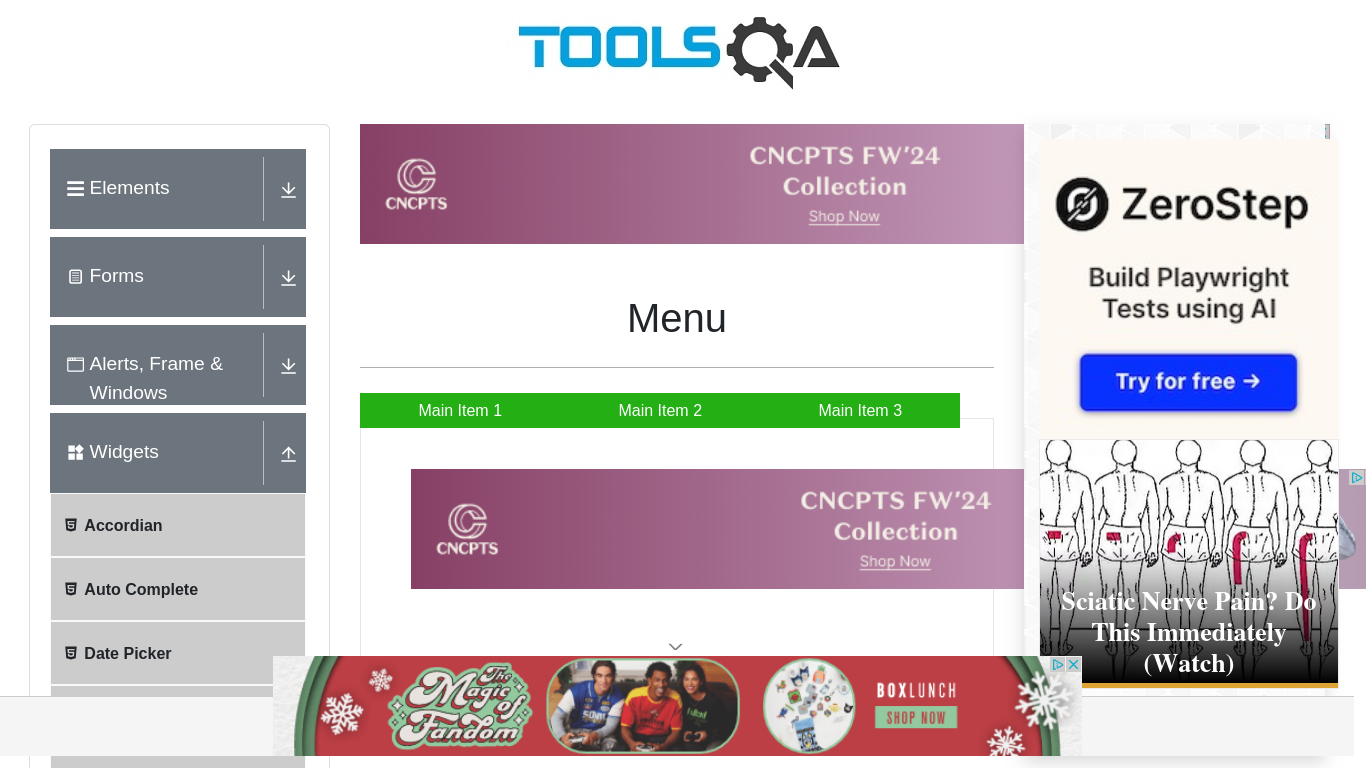 TOOLSQA
Elements
Forms
Alerts, Frame &
Windows
Widgets
Accordian
Auto Complete
Date Picker
CNCPTS
CNCPTS FW'24
Collection
Shop Now
Menu
Main Item 1
Main Item 2
Main Item 3
CNCPTS
CNCPTS FW'24
Collection
Shop Now
ZeroStep
Build Playwright
Tests using AI
Try for free →
Sciatic Nerve Pain? Do
This Immediately
(Watch)
The
Magic
of
Fandom
BOXLUNCH
SHOP NOW